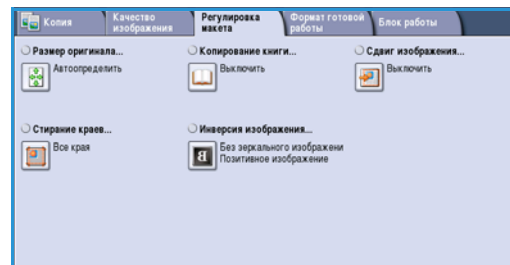 Копия
Качество
изображения
Регулировка
макета
Формат готовой
работы
Блок работы
Размер оригинала...
Автоопределить
Копирование книги...
Выключить
Сдвиг изображения...
Выключить
Стирание краев...
Все края
Инверсия изображения...
Без зеркального изображени
Позитивное изображение